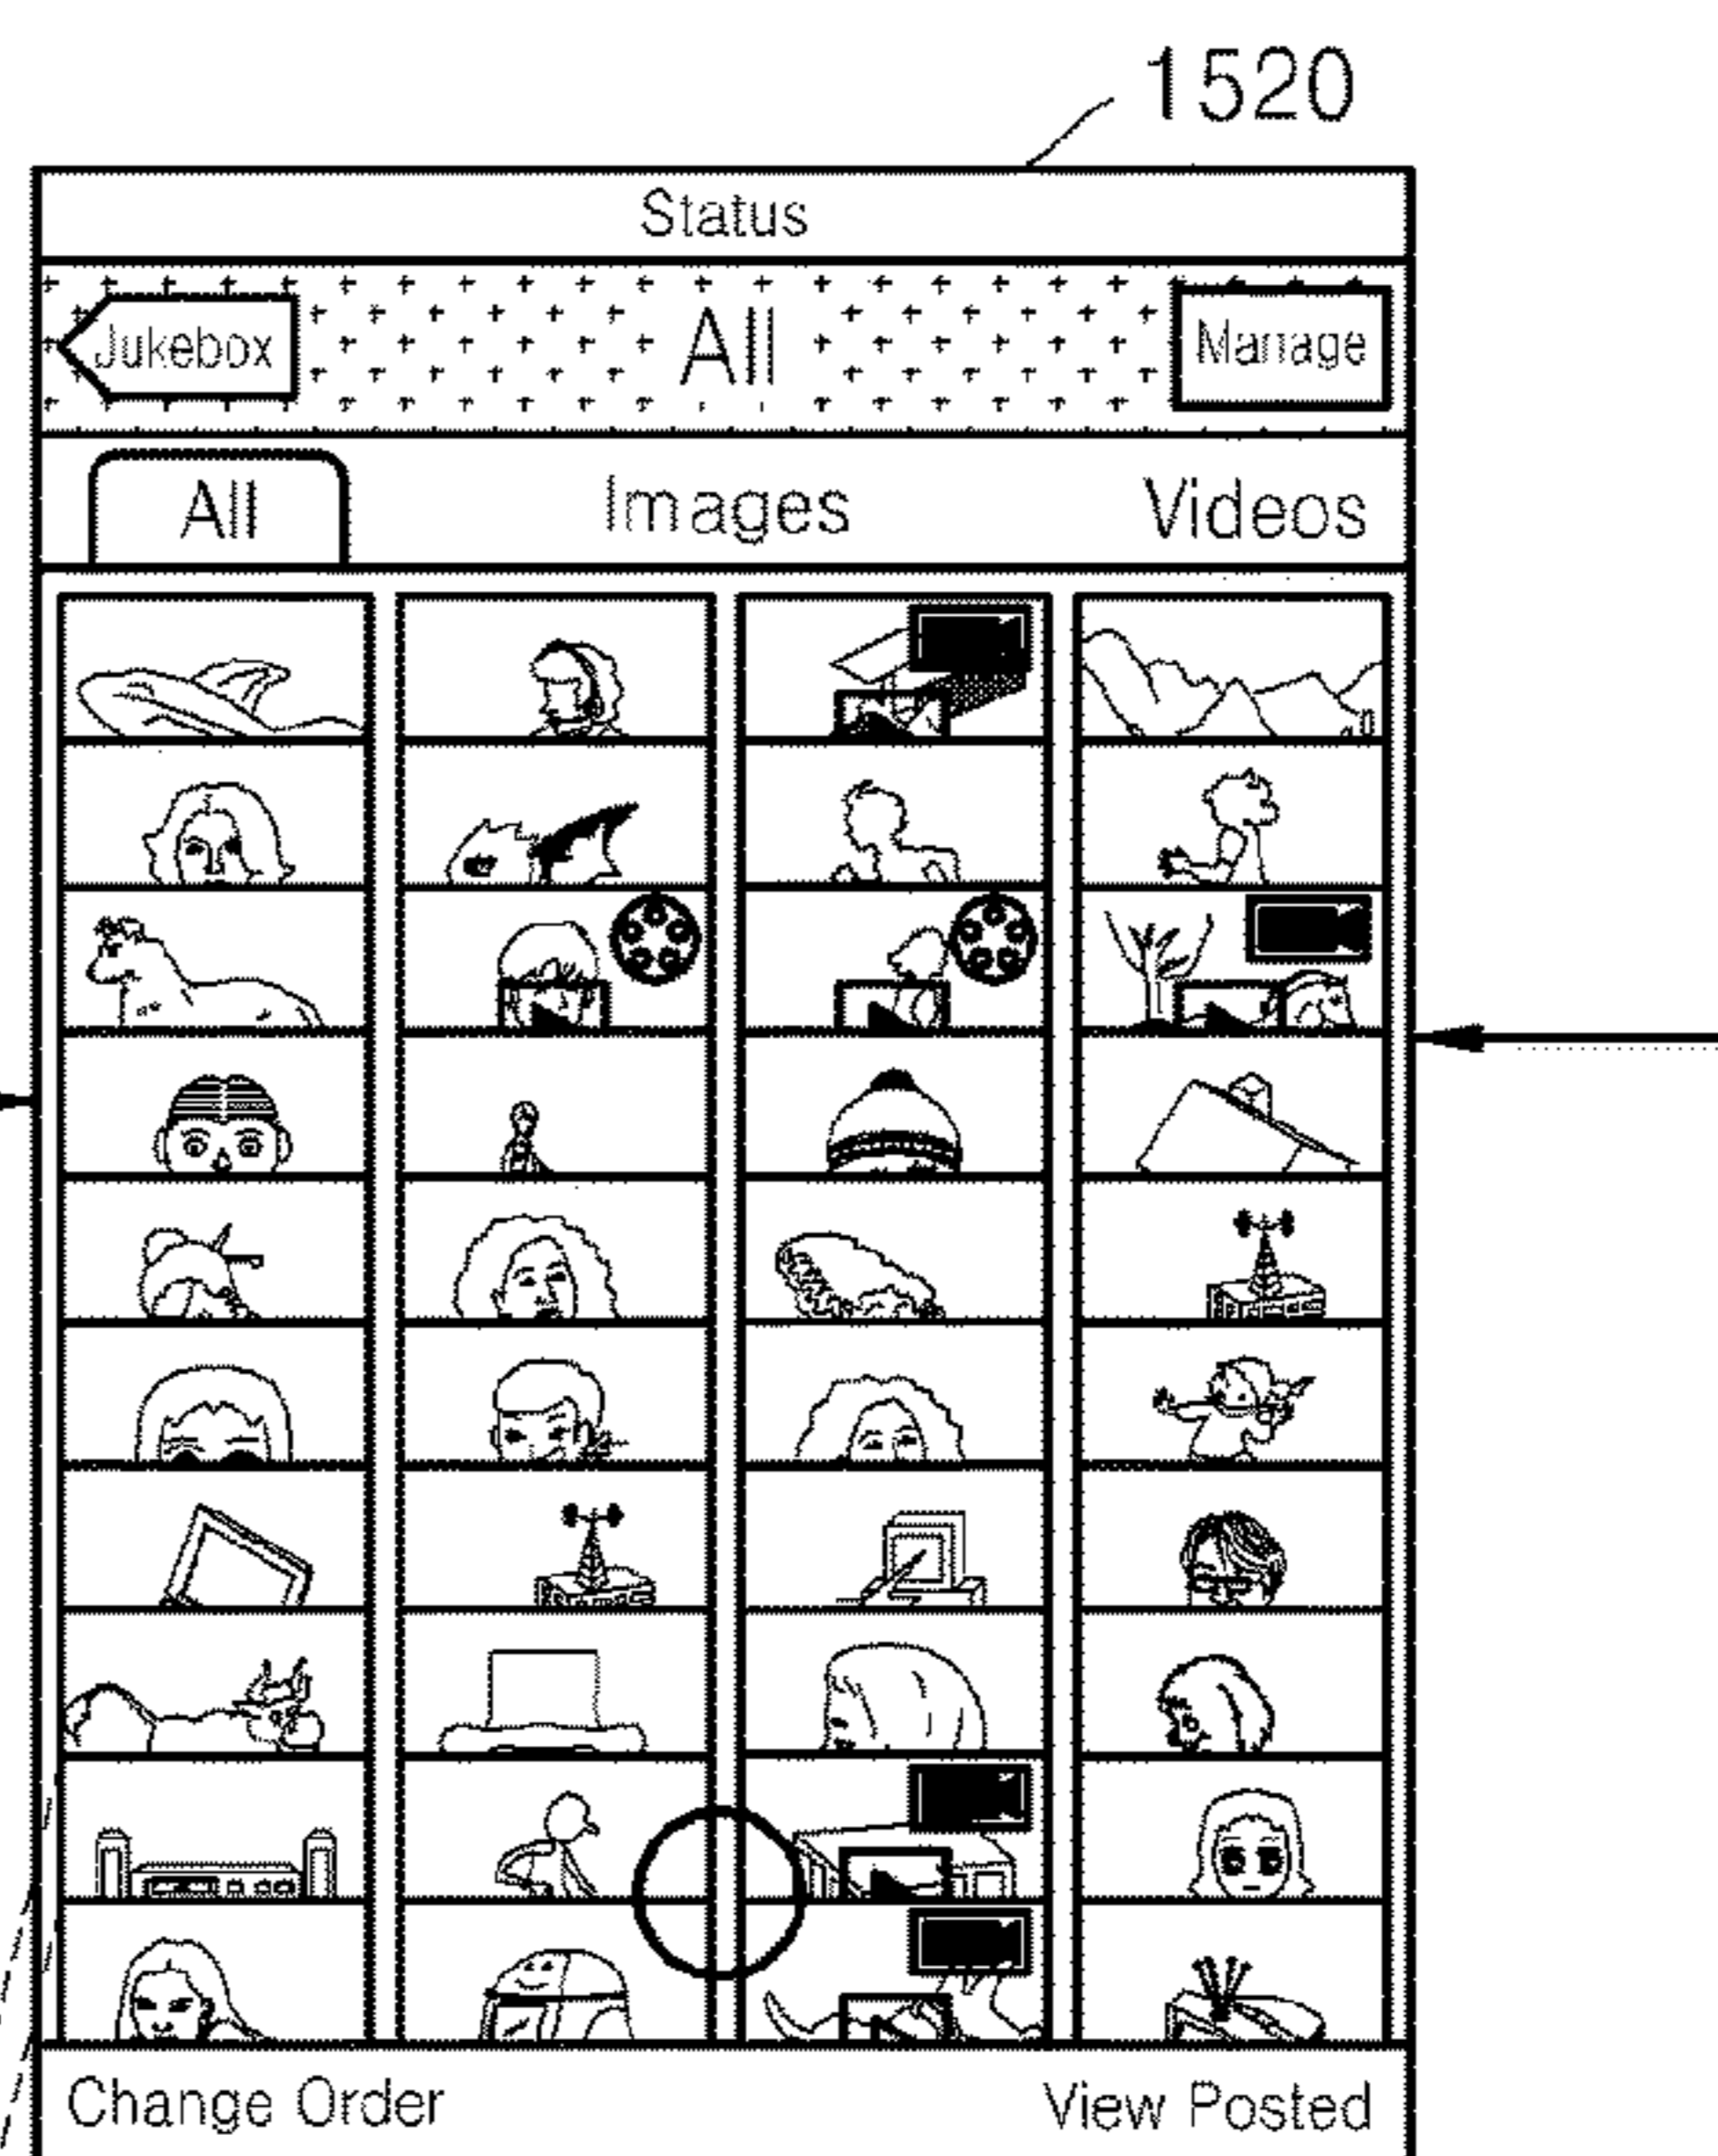 1520
Status
Jukebox All Manage
All Images Videos
Change Order View Posted